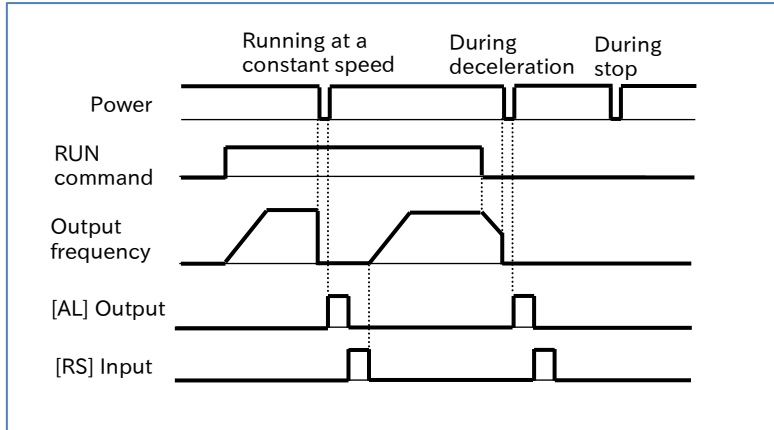 Running at a
constant speed
During
deceleration
During
stop
Power
RUN
command
Output
frequency
[AL] Output
[RS] Input